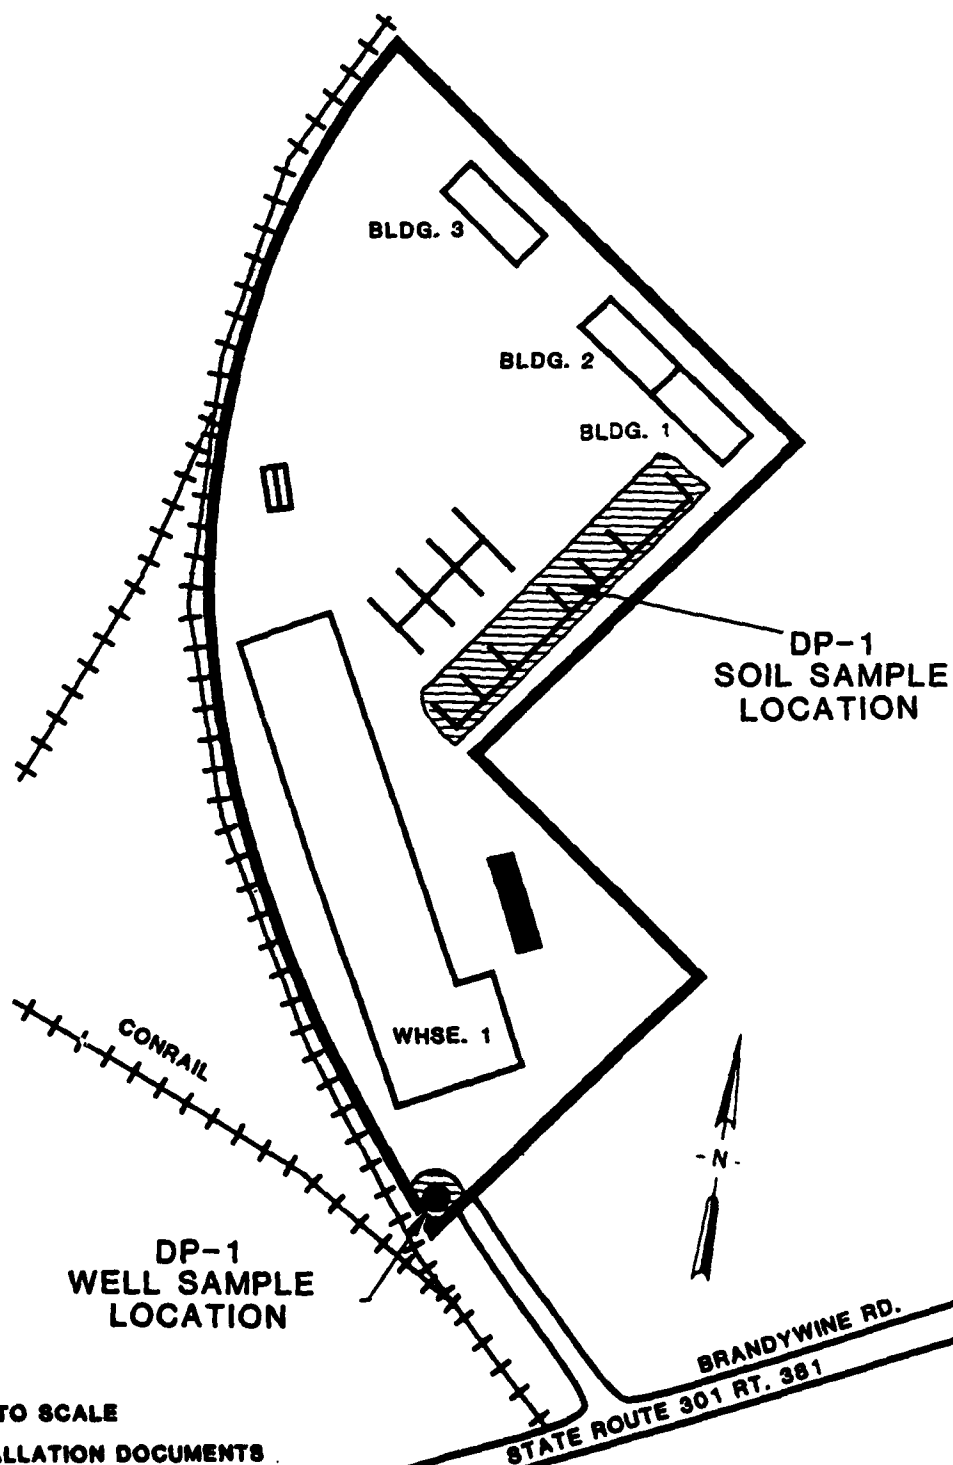 BLDG. 3
BLDG. 2
BLDG. 1
DP-1
SOIL SAMPLE
LOCATION
WHSE. 1
CONRAIL
- N -
DP-1
WELL SAMPLE
LOCATION
BRANDYWINE RD.
STATE ROUTE 301 RT. 381
TO SCALE
ALLATION DOCUMENTS